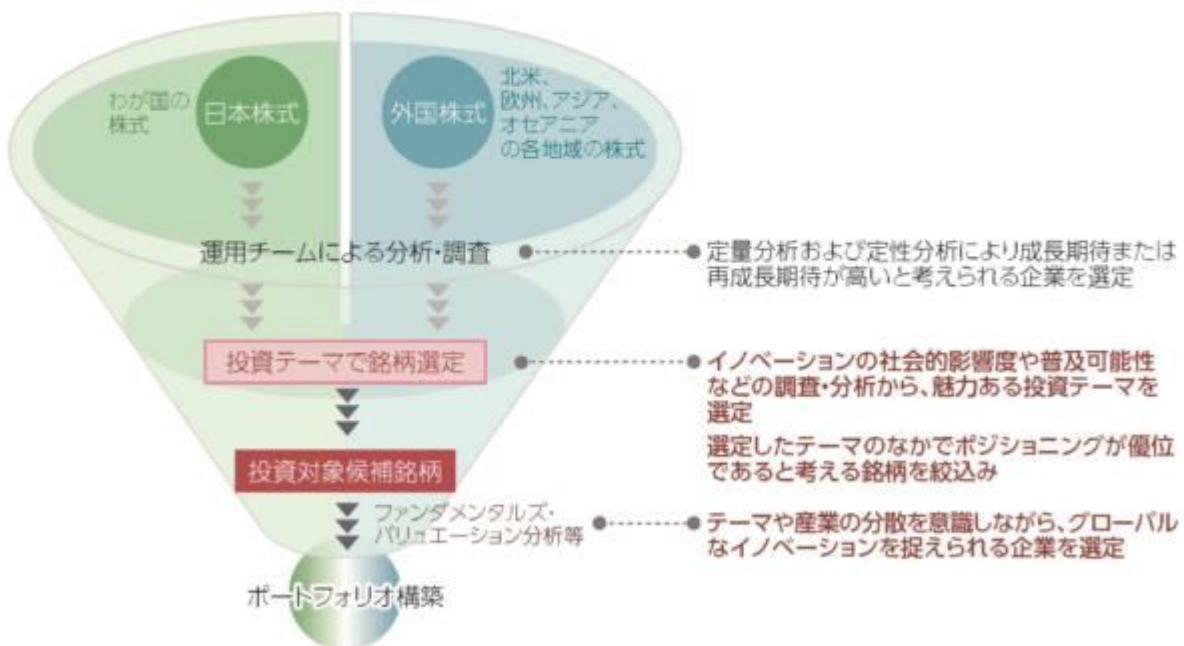 わが国の
株式
日本株式
外国株式
北米、
欧州、アジア、
オセアニア
の各地域の株式
運用チームによる分析・調査
定量分析および定性分析により成長期待または
再成長期待が高いと考えられる企業を選定
投資テーマで銘柄選定
イノベーションの社会的影響度や普及可能性
などの調査・分析から、魅力ある投資テーマを
選定
選定したテーマのなかでポジショニングが優位
であると考える銘柄を絞込み
投資対象候補銘柄
ファンダメンタルズ・
バリュエーション分析等
テーマや産業の分散を意識しながら、グローバル
なイノベーションを捉えられる企業を選定
ポートフォリオ構築